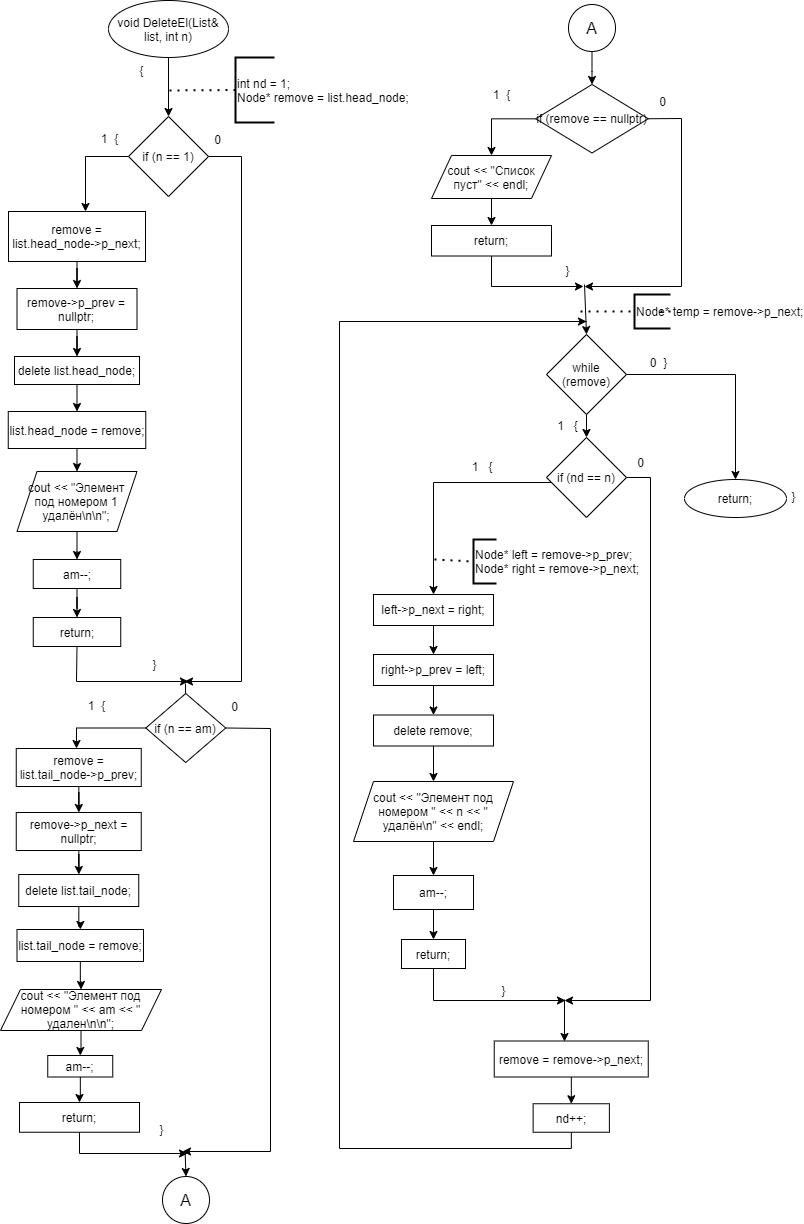 void DeleteEl(List&
list, int n)
{
int nd = 1;
Node* remove = list.head_node;
1 {
0
if (n == 1)
remove =
list.head_node->p_next;
remove->p_prev =
nullptr;
delete list.head_node;
list.head_node = remove;
cout << "Элемент
под номером 1
удалён\n\n";
am--;
return;
}
1 {
0
if (n == am)
remove =
list.tail_node->p_prev;
remove->p_next =
nullptr;
delete list.tail_node;
list.tail_node = remove;
cout << "Элемент под
номером " << am << "
удален\n\n";
am--;
return;
}
A
A
1 {
0
if (remove == nullptr)
cout << "Список
пуст" << endl;
return;
}
Node* temp = remove->p_next;
while
(remove)
0 }
return;
}
1 {
if (nd == n)
1 {
0
Node* left = remove->p_prev;
Node* right = remove->p_next;
left->p_next = right;
right->p_prev = left;
delete remove;
cout << "Элемент под
номером " << n << "
удалён\n" << endl;
am--;
return;
}
remove = remove->p_next;
nd++;